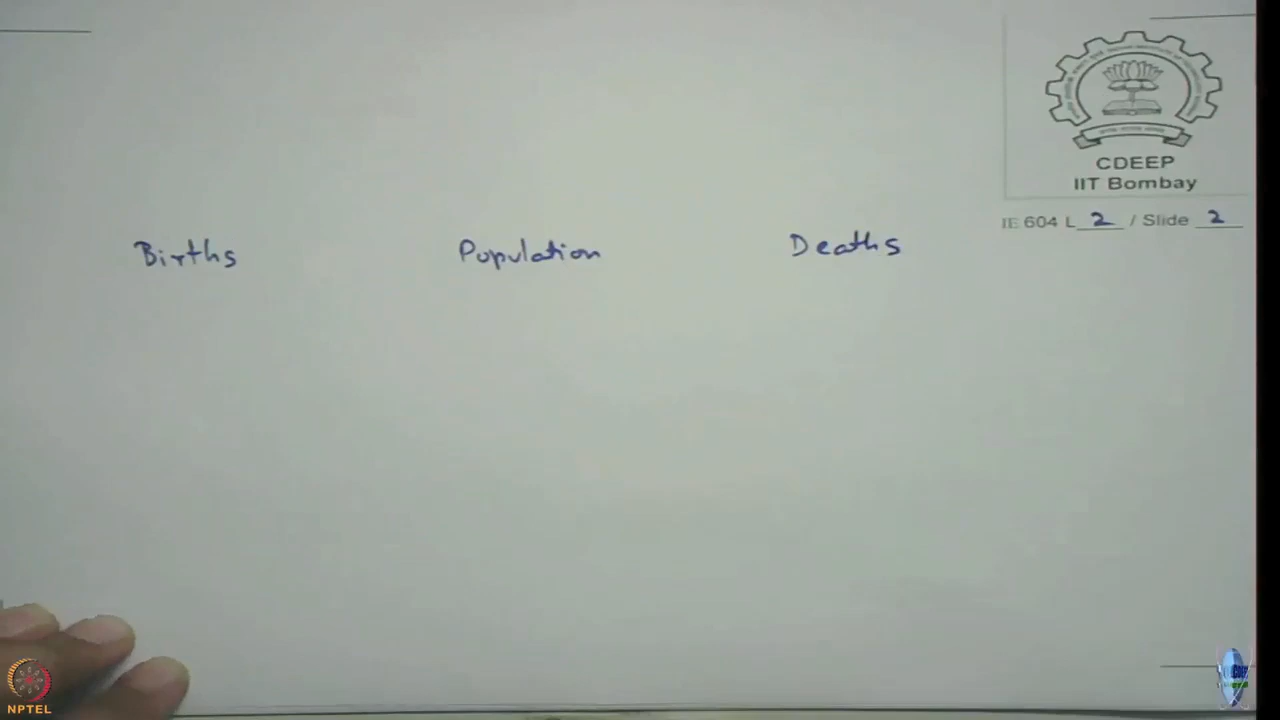 CDEEP
IIT Bombay
IE 604 L 2 / Slide 2
Births Population Deaths
NPTEL